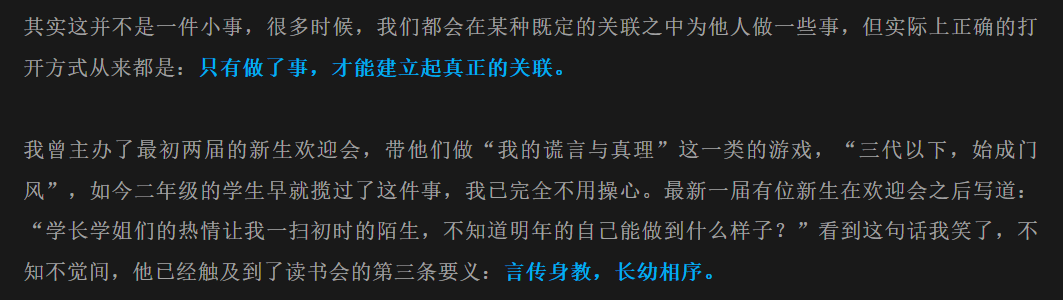 其实这并不是一件小事，很多时候，我们都会在某种既定的关联之中为他人做一些事，但实际上正确的打
开方式从来都是：只有做了事，才能建立起真正的关联。
我曾主办了最初两届的新生欢迎会，带他们做“我的谎言与真理”这一类的游戏，“三代以下，始成门
风”，如今二年级的学生早就揽过了这件事，我已完全不用操心。最新一届有位新生在欢迎会之后写道：
“学长学姐们的热情让我一扫初时的陌生，不知道明年的自己能做到什么样子？”看到这句话我笑了，不
知不觉间，他已经触及到了读书会的第三条要义：言传身教，长幼相序。